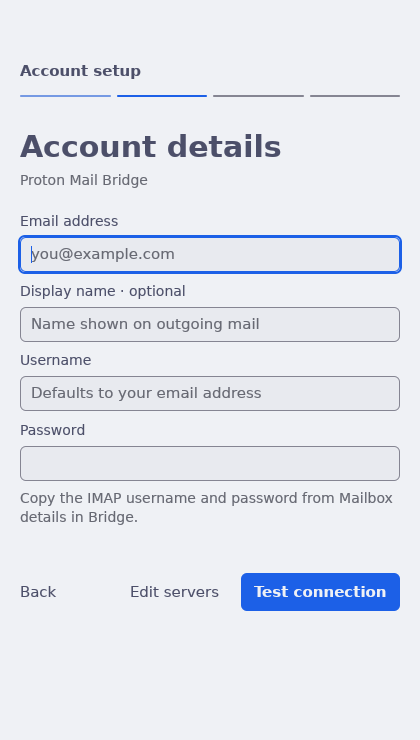 Account setup
Account details
Proton Mail Bridge
Email address
you@example.com
Display name · optional
Name shown on outgoing mail
Username
Defaults to your email address
Password
Copy the IMAP username and password from Mailbox
details in Bridge.
Back
Edit servers
Test connection